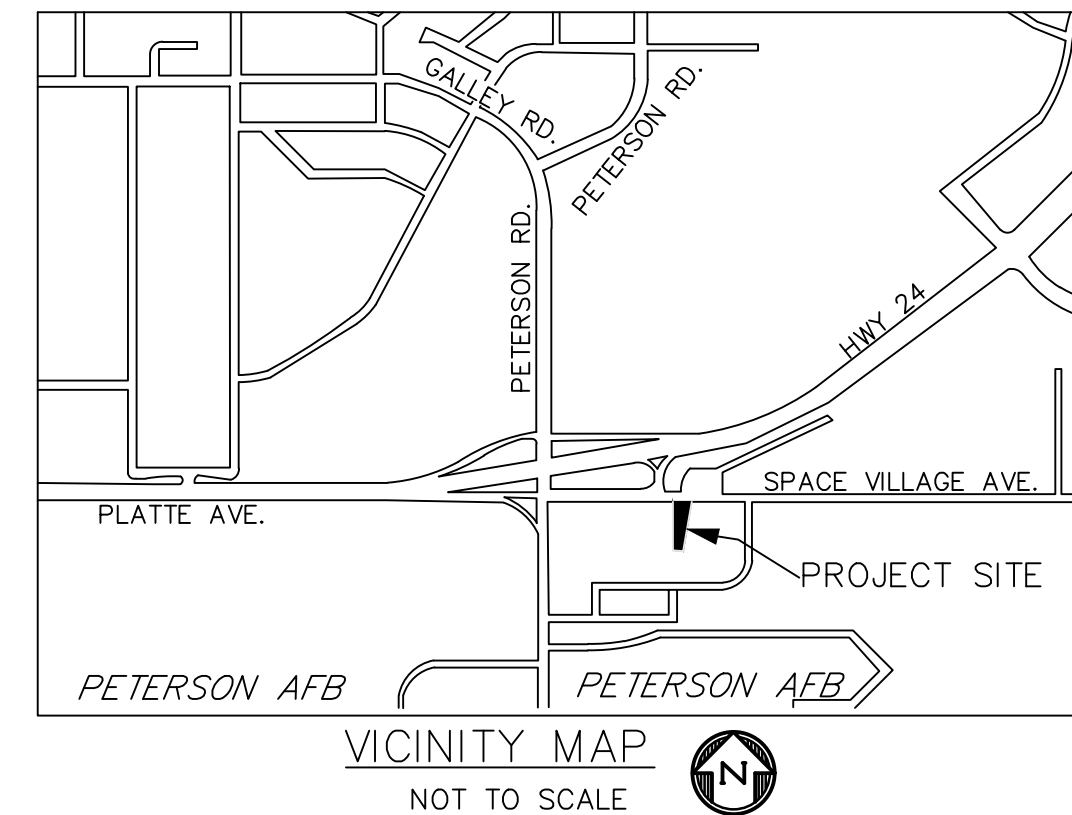 GALLEY RD.
PETERSON RD.
PETERSON RD.
HWY 24
SPACE VILLAGE AVE.
PLATTE AVE.
PROJECT SITE
PETERSON AFB
PETERSON AFB
VICINITY MAP
N
NOT TO SCALE